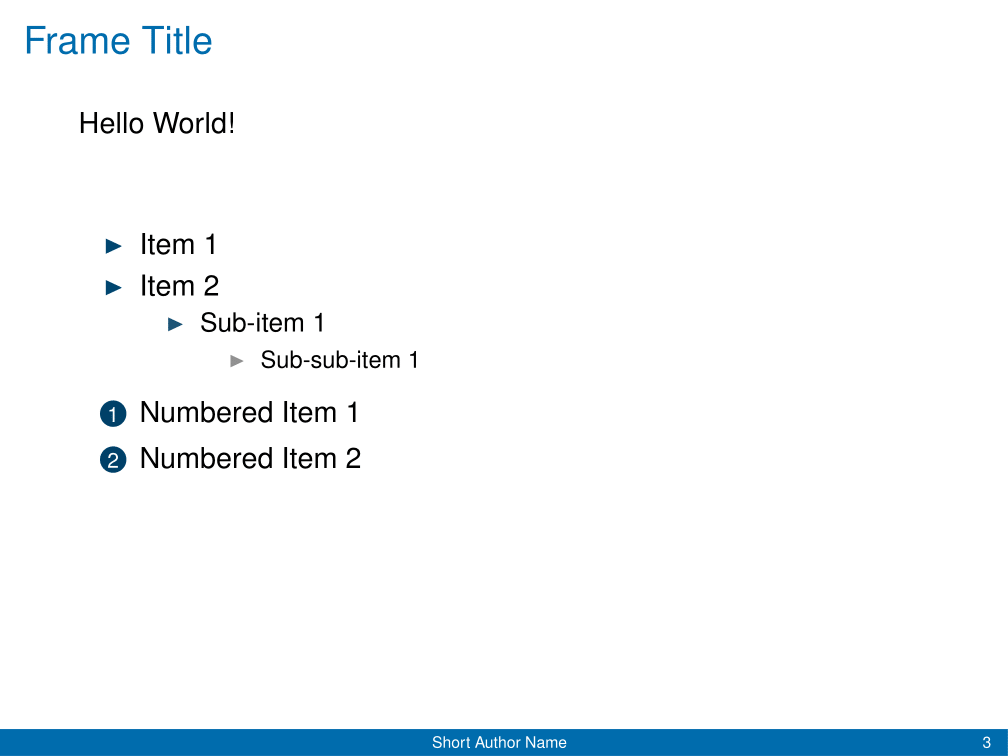 Frame Title
Hello World!
Item 1
Item 2
Sub-item 1
Sub-sub-item 1
1 Numbered Item 1
2 Numbered Item 2
Short Author Name 3